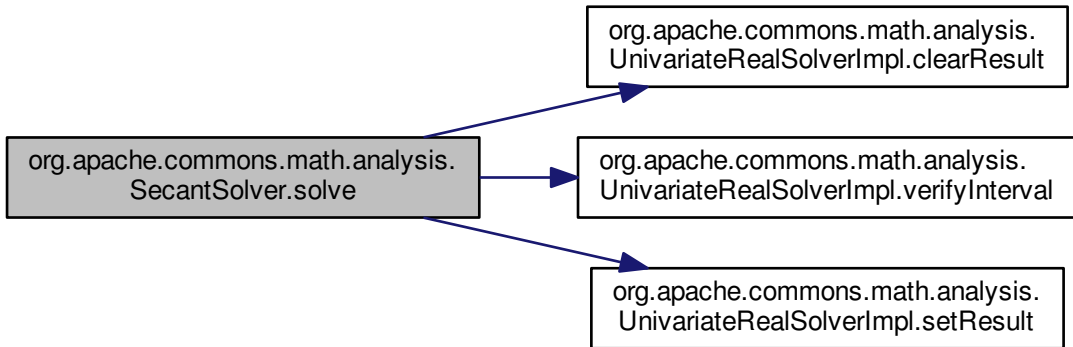 org.apache.commons.math.analysis.
UnivariateRealSolverImpl.clearResult
org.apache.commons.math.analysis.
SecantSolver.solve
org.apache.commons.math.analysis.
UnivariateRealSolverImpl.verifyInterval
org.apache.commons.math.analysis.
UnivariateRealSolverImpl.setResult